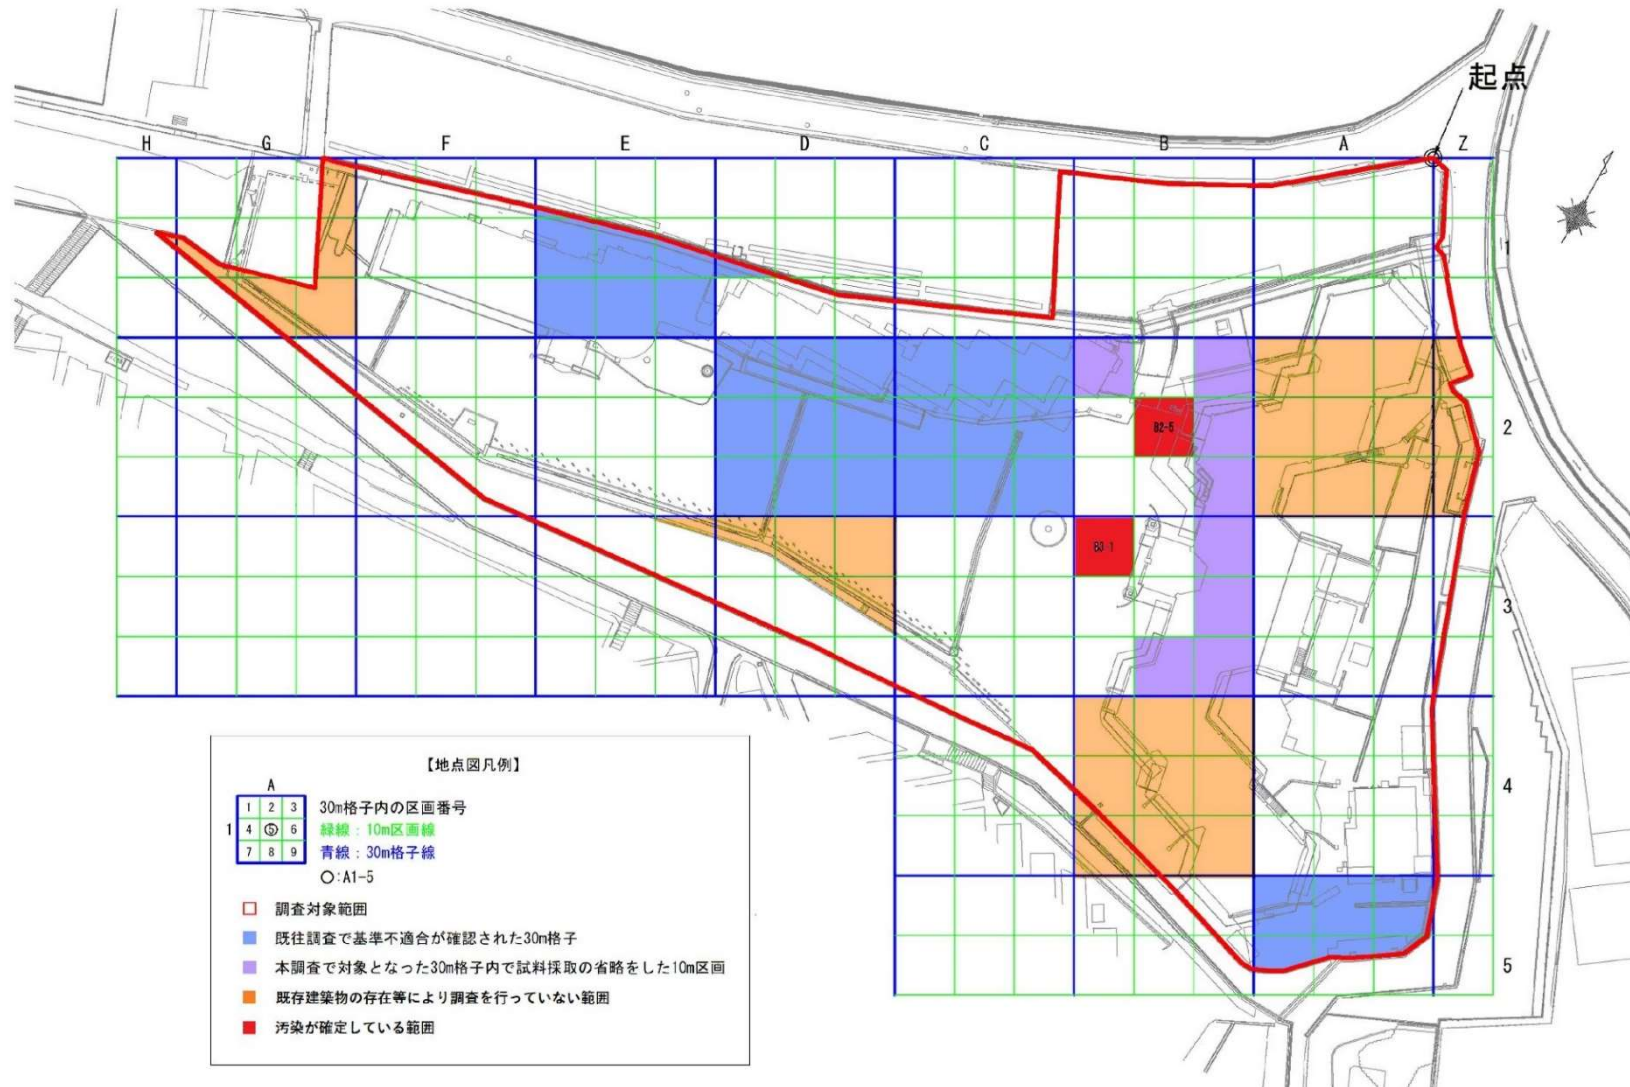 起点
H G F E D C B A Z
1
2
B2-5
B3-1
3
4
5
【地点図凡例】
A
1 2 3
30m格子内の区画番号
1
4 5 6
緑線：10m区画線
7 8 9
青線：30m格子線
○:A1-5
調査対象範囲
既往調査で基準不適合が確認された30m格子
本調査で対象となった30m格子内で試料採取の省略をした10m区画
既存建築物の存在等により調査を行っていない範囲
汚染が確定している範囲